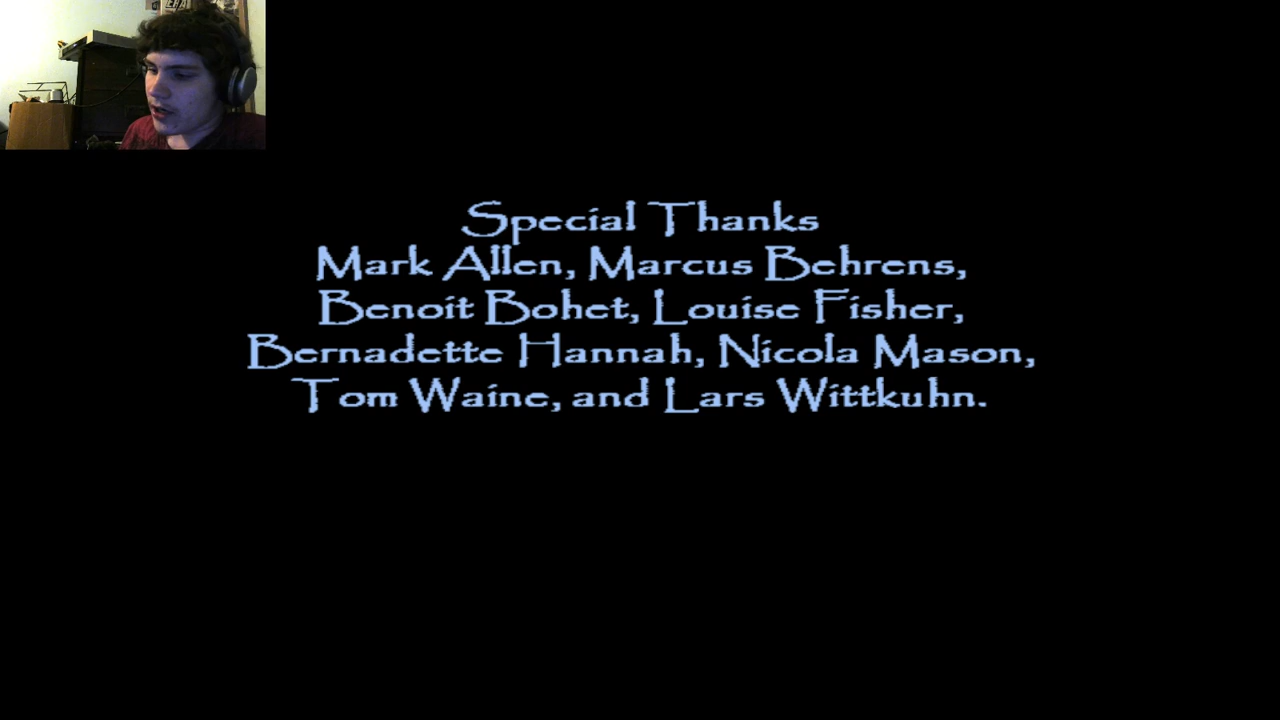 Special Thanks
Mark Allen, Marcus Behrens,
Benoit Bohet, Louise Fisher,
Bernadette Hannah, Nicola Mason,
Tom Waine, and Lars Wittkuhn.